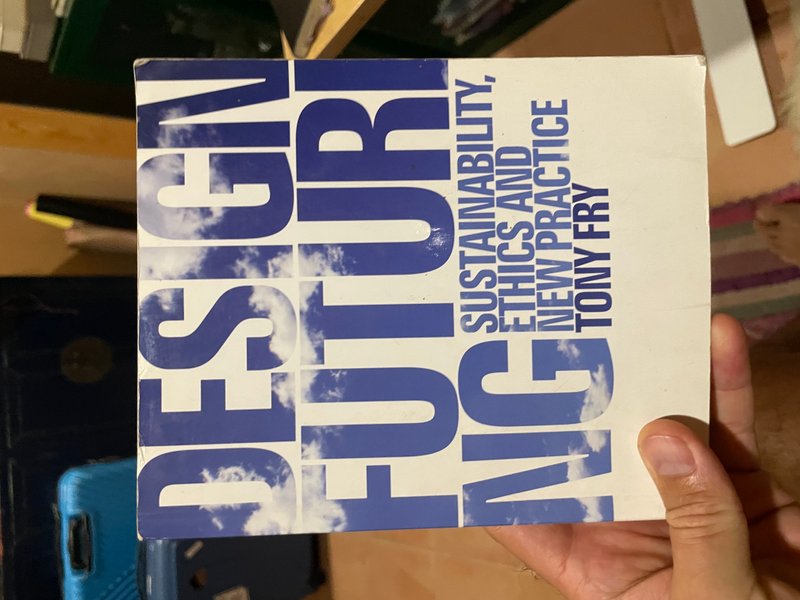 DESIGN
FUTURI
NG
SUSTAINABILITY,
ETHICS AND
NEW PRACTICE
TONY FRY